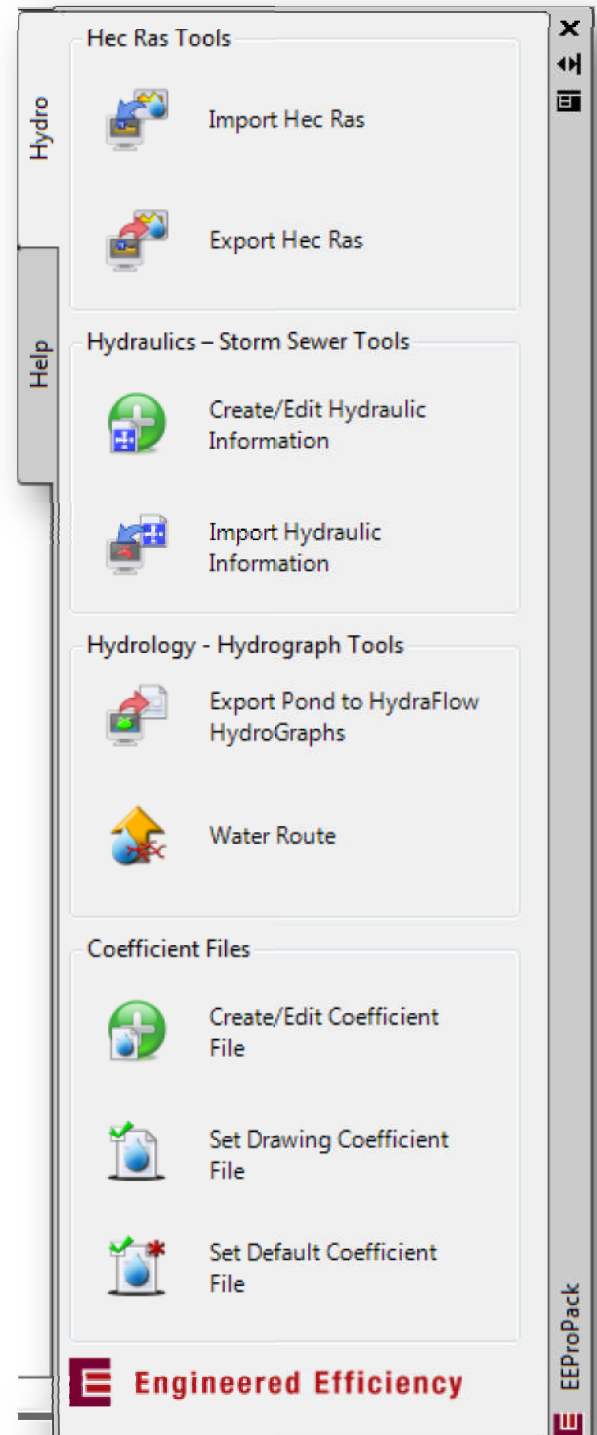 Hydro
Help
Hec Ras Tools
Import Hec Ras
Export Hec Ras
Hydraulics – Storm Sewer Tools
Create/Edit Hydraulic
Information
Import Hydraulic
Information
Hydrology - Hydrograph Tools
Export Pond to HydraFlow
HydroGraphs
Water Route
Coefficient Files
Create/Edit Coefficient
File
Set Drawing Coefficient
File
Set Default Coefficient
File
Engineered Efficiency
EEProPack